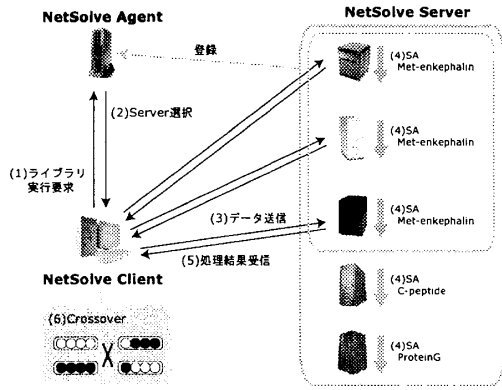 NetSolve Agent
NetSolve Server
登録
(4)SA
Met-enkephalin
(2)Server選択
(1)ライブラリ
実行要求
(4)SA
Met-enkephalin
(3)データ送信
(4)SA
Met-enkephalin
(5)処理結果受信
NetSolve Client
(4)SA
C-peptide
(6)Crossover
(4)SA
ProteinG